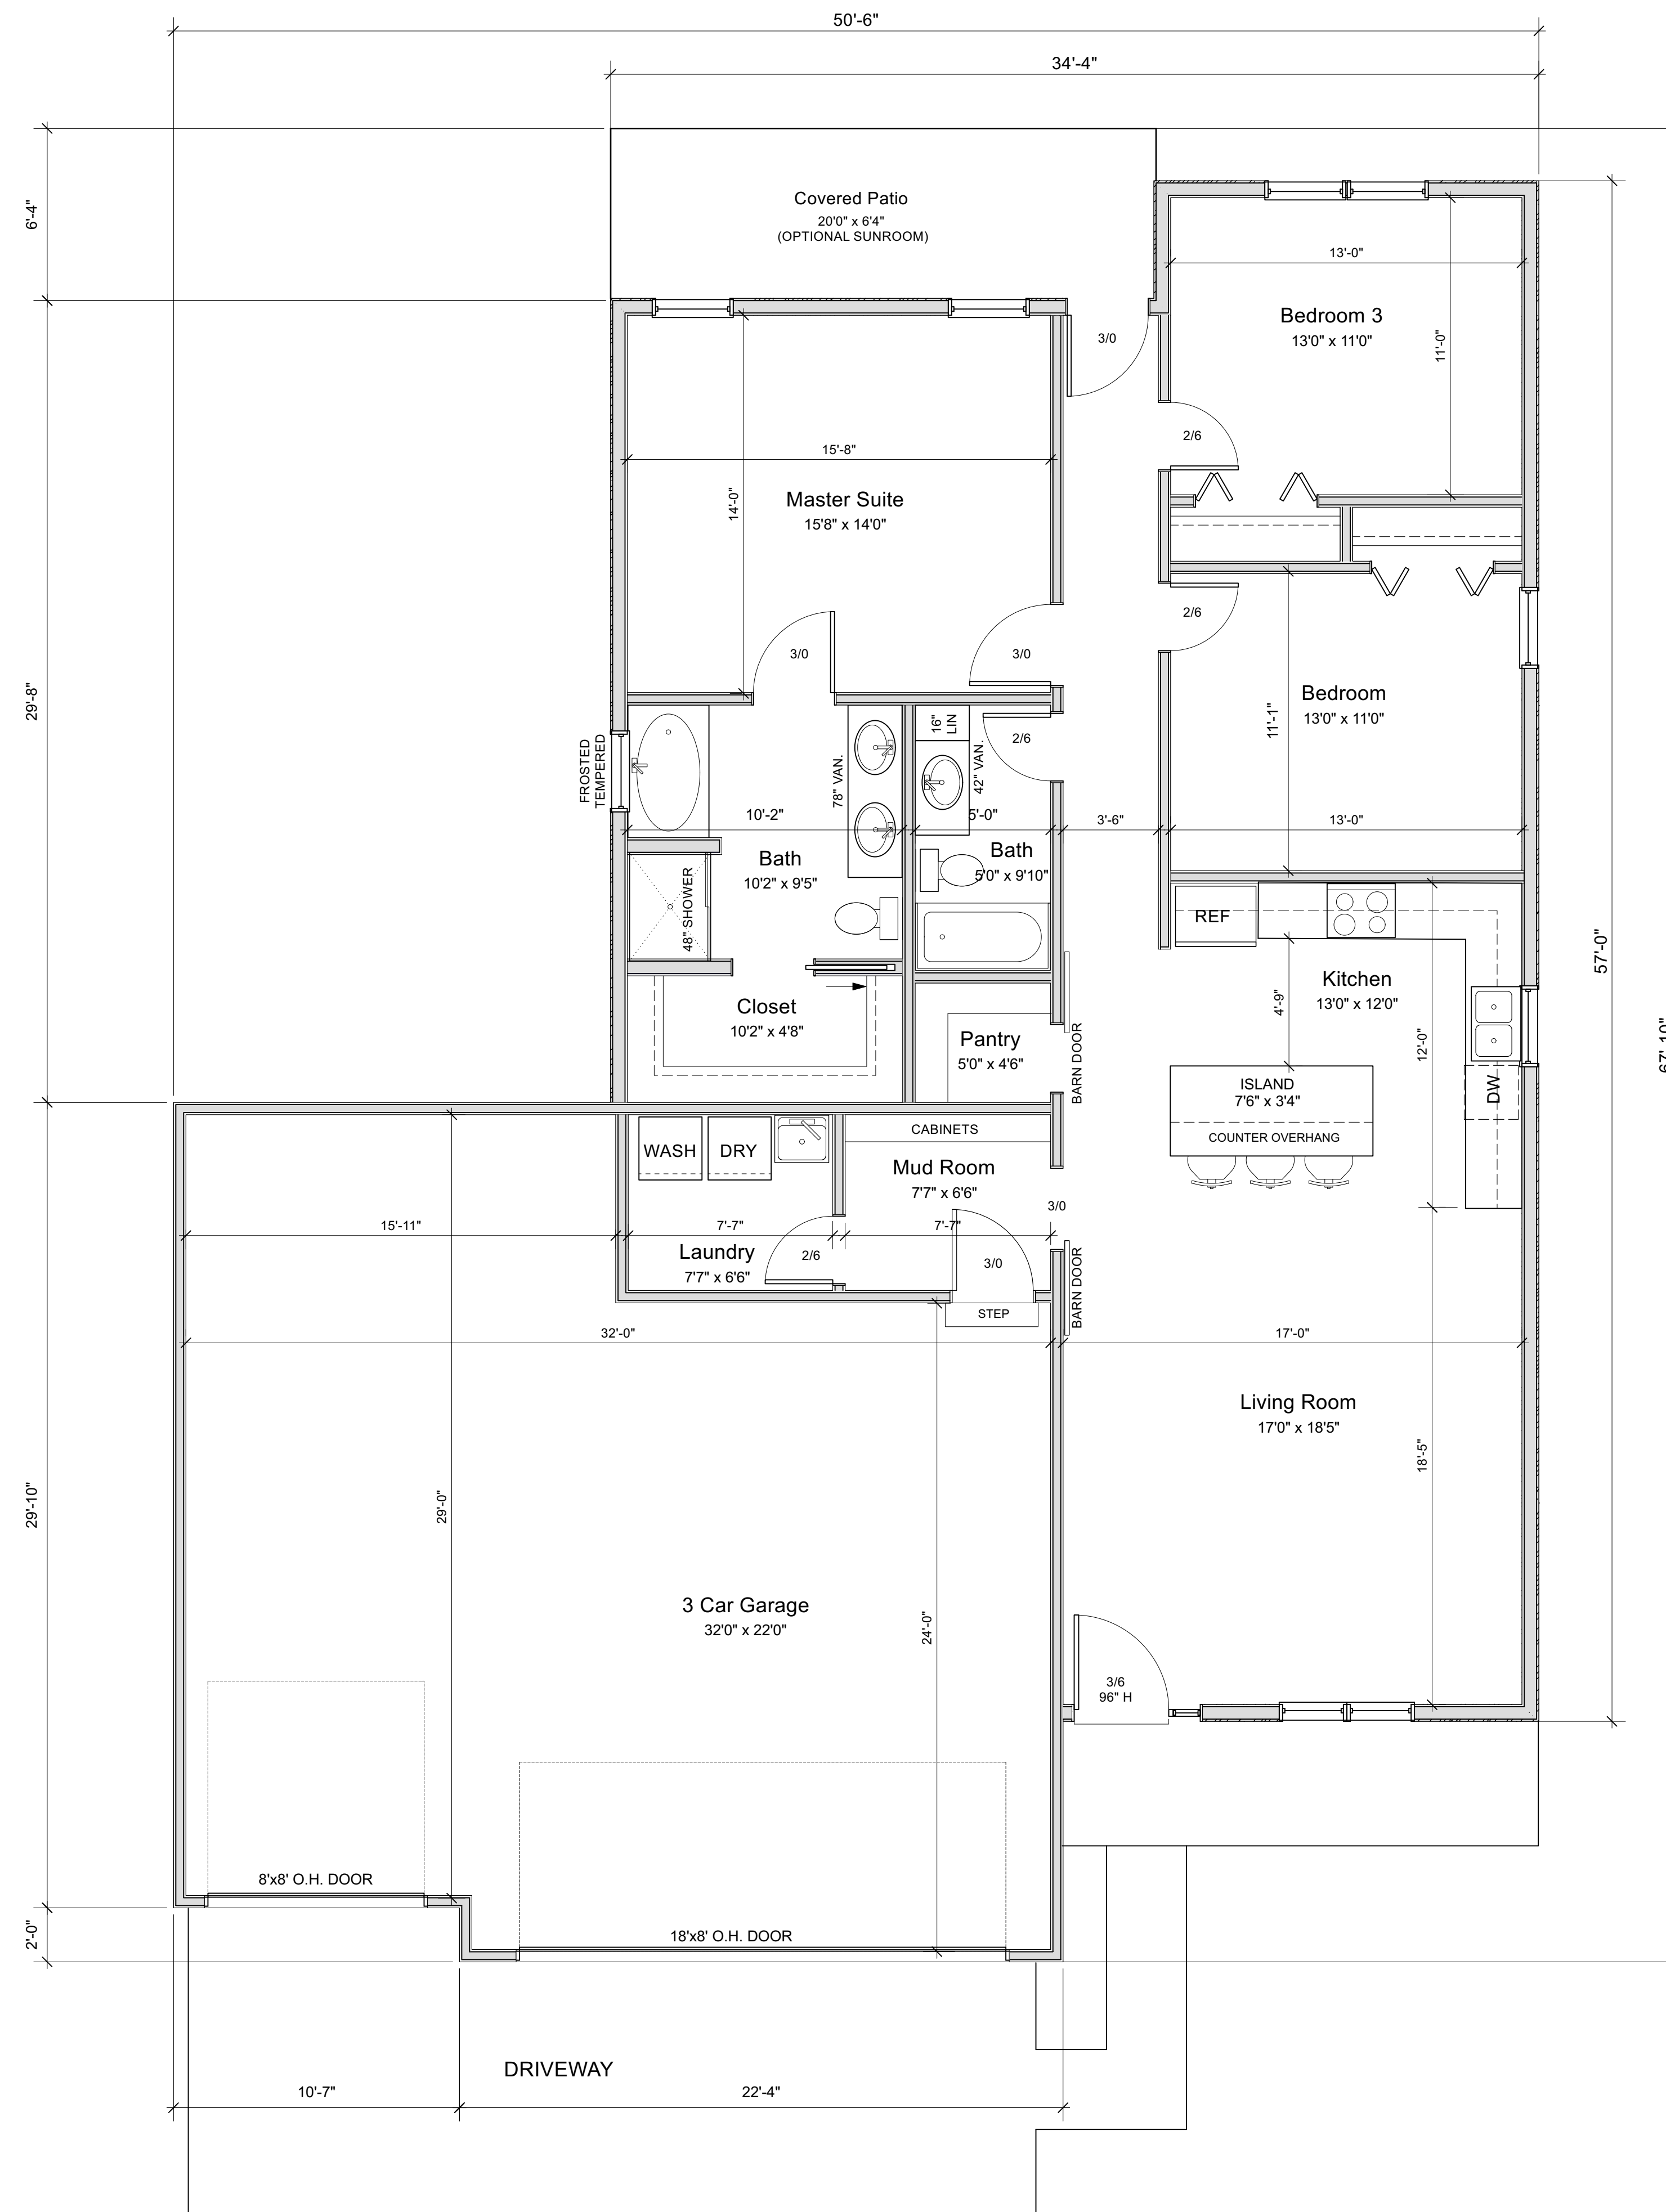 50'-6"
34'-4"
6'-4"
Covered Patio
20'0" x 6'4"
(OPTIONAL SUNROOM)
13'-0"
Bedroom 3
13'0" x 11'0"
11'-0"
3/0
2/6
15'-8"
14'-0"
Master Suite
15'8" x 14'0"
29'-8"
3/0
3/0
2/6
Bedroom
13'0" x 11'0"
11'-1"
FROSTED
TEMPERED
16"
LIN
2/6
78" VAN.
42" VAN.
10'-2"
5'-0"
3'-6"
13'-0"
Bath
10'2" x 9'5"
Bath
5'0" x 9'10"
48" SHOWER
REF
57'-0"
Kitchen
13'0" x 12'0"
4'-9"
12'-0"
Closet
10'2" x 4'8"
Pantry
5'0" x 4'6"
BARN DOOR
67'-10"
ISLAND
7'6" x 3'4"
COUNTER OVERHANG
DW
WASH
DRY
CABINETS
Mud Room
7'7" x 6'6"
3/0
15'-11"
7'-7"
7'-7"
Laundry
7'7" x 6'6"
2/6
3/0
BARN DOOR
STEP
32'-0"
17'-0"
Living Room
17'0" x 18'5"
18'-5"
29'-10"
29'-0"
3 Car Garage
32'0" x 22'0"
24'-0"
3/6
96" H
8'x8' O.H. DOOR
18'x8' O.H. DOOR
2'-0"
DRIVEWAY
10'-7"
22'-4"